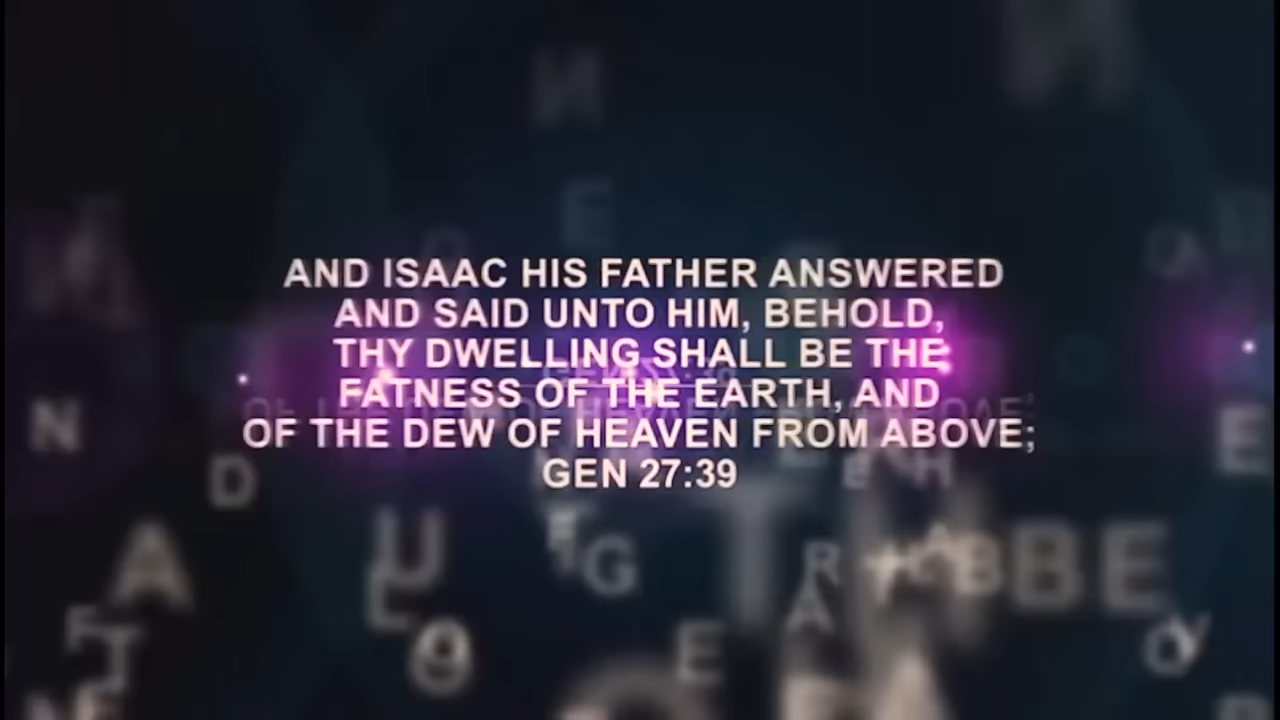 AND ISAAC HIS FATHER ANSWERED
AND SAID UNTO HIM, BEHOLD,
THY DWELLING SHALL BE THE
FATNESS OF THE EARTH, AND
OF THE DEW OF HEAVEN FROM ABOVE;
GEN 27:39